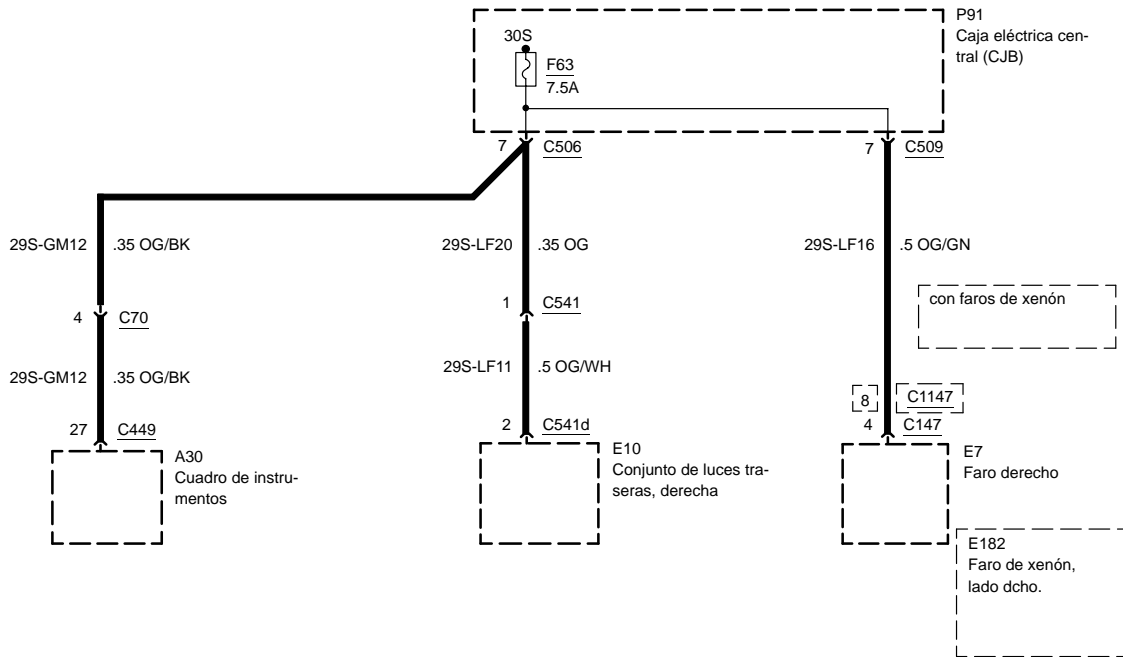 P91
Caja eléctrica cen-
tral (CJB)
30S
F63
7.5A
7 C506
7 C509
29S-GM12 .35 OG/BK
29S-LF20 .35 OG
29S-LF16 .5 OG/GN
con faros de xenón
4 C70
1 C541
29S-GM12 .35 OG/BK
29S-LF11 .5 OG/WH
8 C1147
27 C449
2 C541d
4 C147
A30
Cuadro de instru-
mentos
E10
Conjunto de luces tra-
seras, derecha
E7
Faro derecho
E182
Faro de xenón,
lado dcho.